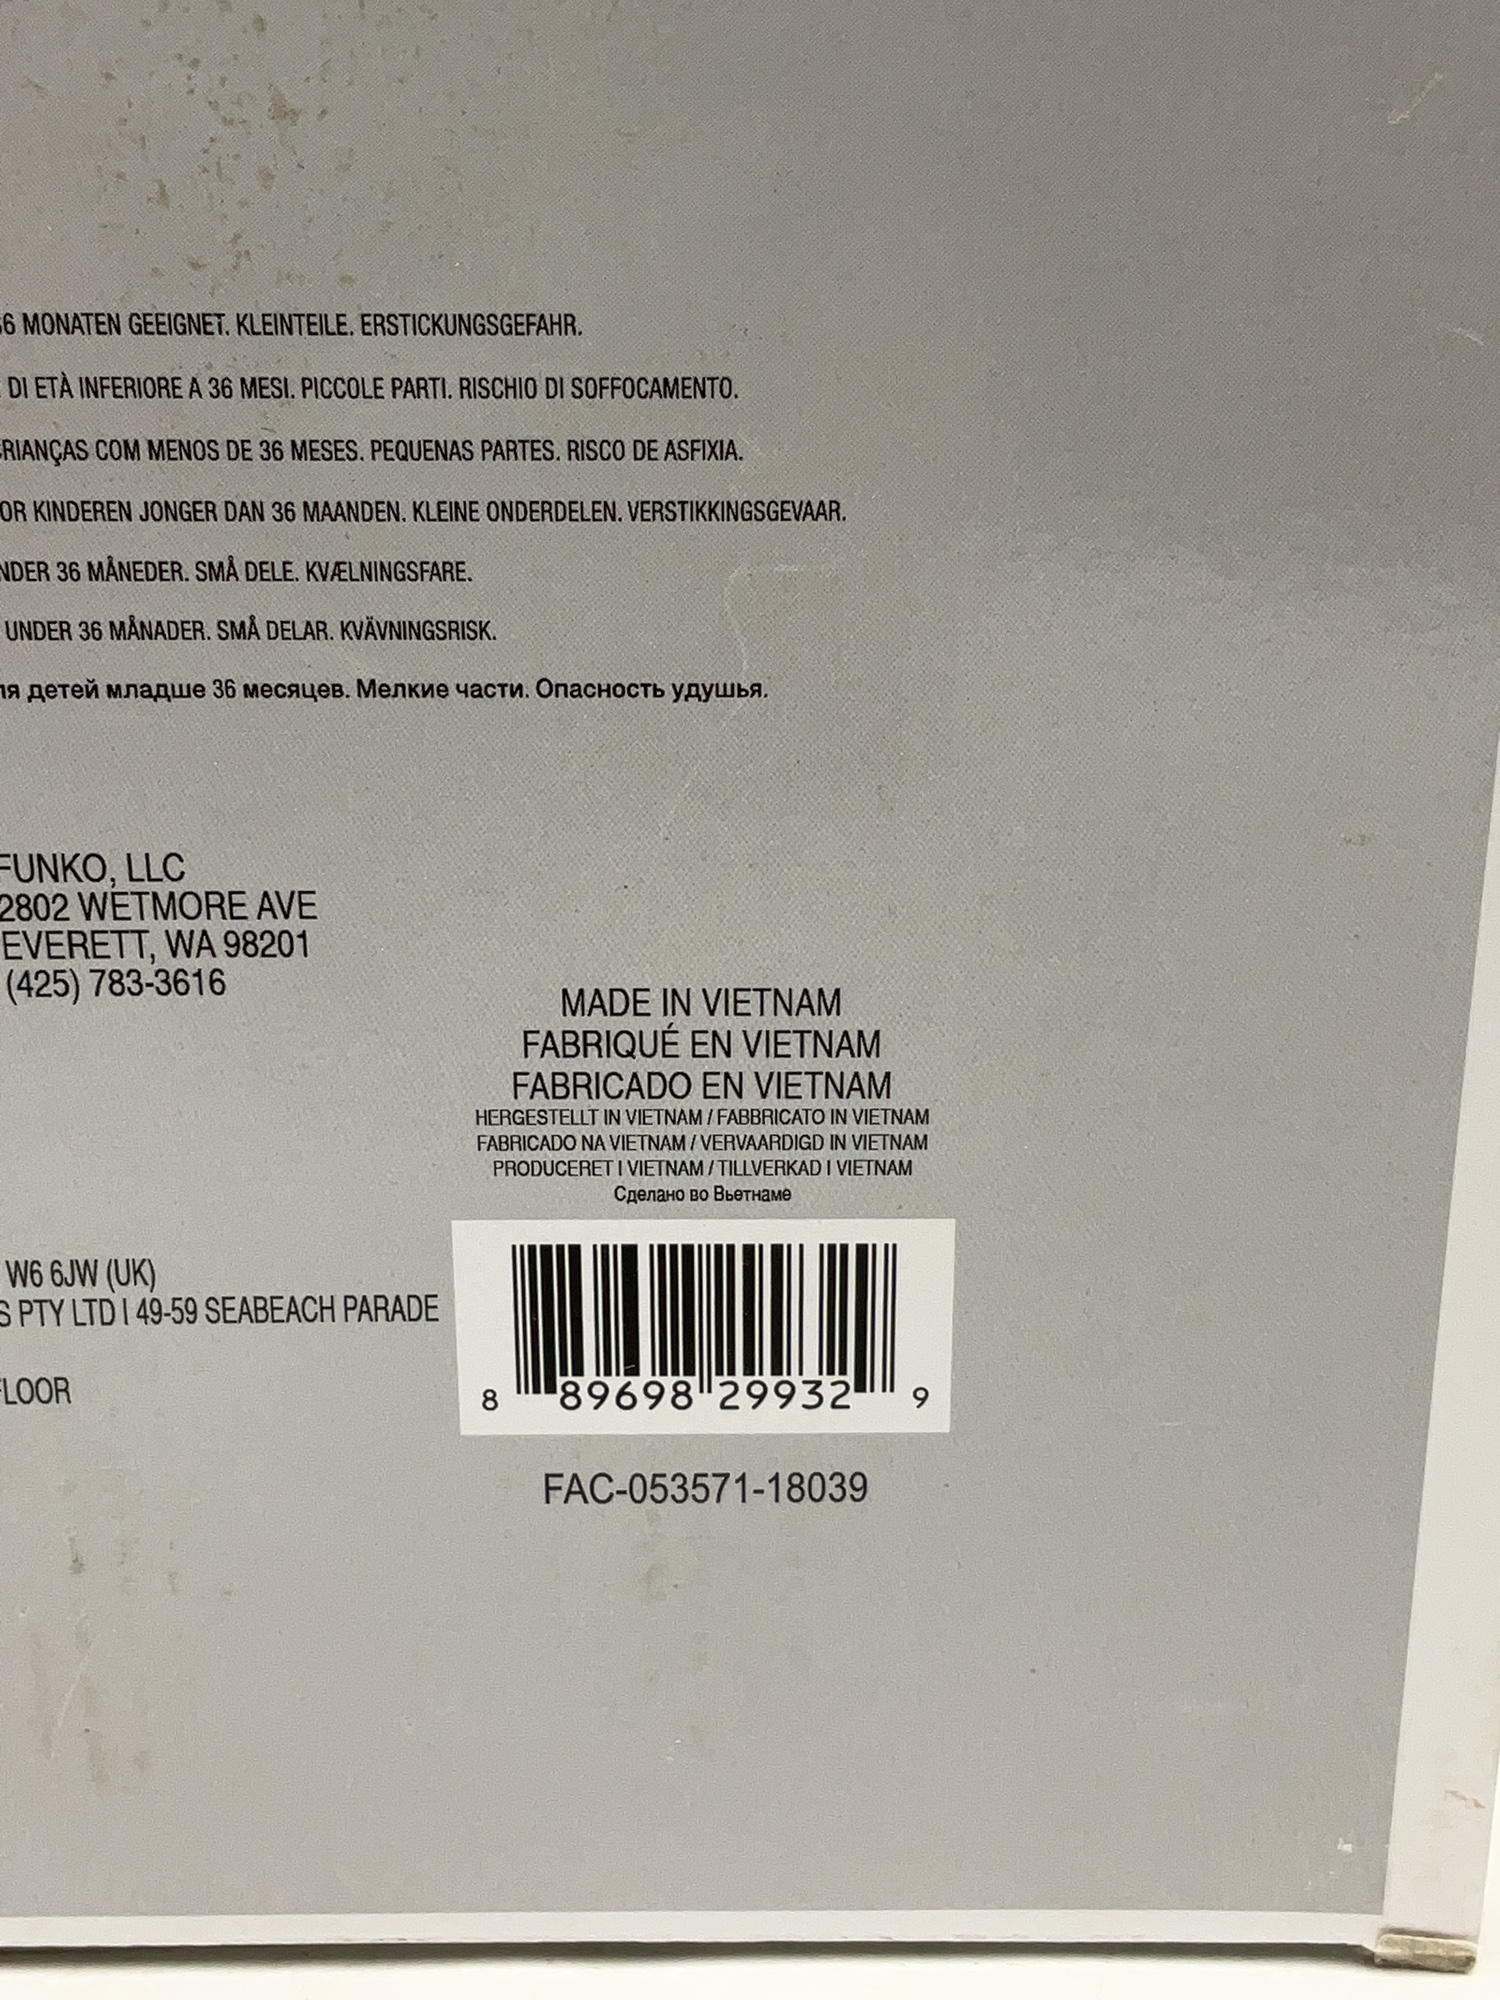 36 MONATEN GEEIGNET. KLEINTEILE. ERSTICKUNGSGEFAHR.
DI ETÀ INFERIORE A 36 MESI. PICCOLE PARTI. RISCHIO DI SOFFOCAMENTO.
CRIANÇAS COM MENOS DE 36 MESES. PEQUENAS PARTES. RISCO DE ASFIXIA.
OR KINDEREN JONGER DAN 36 MAANDEN. KLEINE ONDERDELEN. VERSTIKKINGSGEVAAR.
NDER 36 MÅNEDER. SMÅ DELE. KVÆLNINGSFARE.
UNDER 36 MÅNADER. SMÅ DELAR. KVÄVNINGSRISK.
ля детей младше 36 месяцев. Мелкие части. Опасность удушья.
FUNKO, LLC
2802 WETMORE AVE
EVERETT, WA 98201
(425) 783-3616
MADE IN VIETNAM
FABRIQUÉ EN VIETNAM
FABRICADO EN VIETNAM
HERGESTELLT IN VIETNAM / FABBRICATO IN VIETNAM
FABRICADO NA VIETNAM / VERVAARDIGD IN VIETNAM
PRODUCERET I VIETNAM / TILLVERKAD I VIETNAM
Сделано во Вьетнаме
W6 6JW (UK)
S PTY LTD I 49-59 SEABEACH PARADE
FLOOR
8 89698 29932 9
FAC-053571-18039